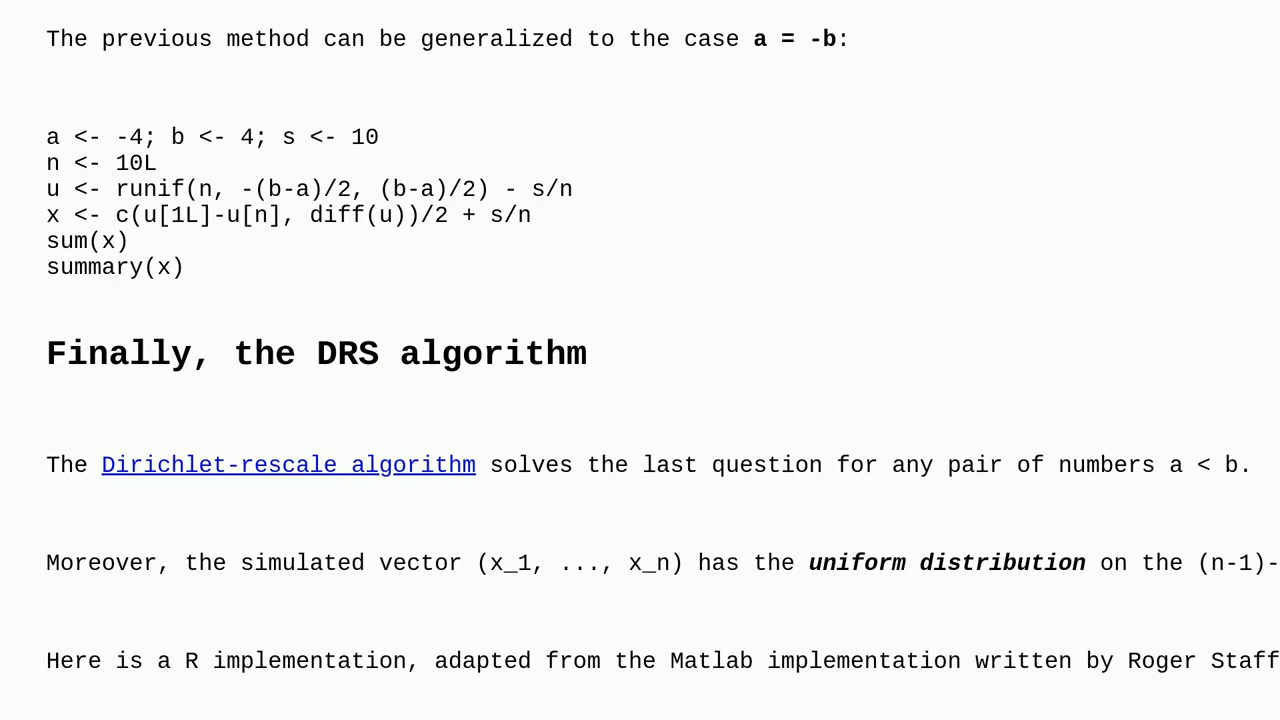 The previous method can be generalized to the case a = -b:
a <- -4; b <- 4; s <- 10
n <- 10L
u <- runif(n, -(b-a)/2, (b-a)/2) - s/n
x <- c(u[1L]-u[n], diff(u))/2 + s/n
sum(x)
summary(x)
Finally, the DRS algorithm
The Dirichlet-rescale algorithm solves the last question for any pair of numbers a < b.
Moreover, the simulated vector (x_1, ..., x_n) has the uniform distribution on the (n-1)-
Here is a R implementation, adapted from the Matlab implementation written by Roger Staff